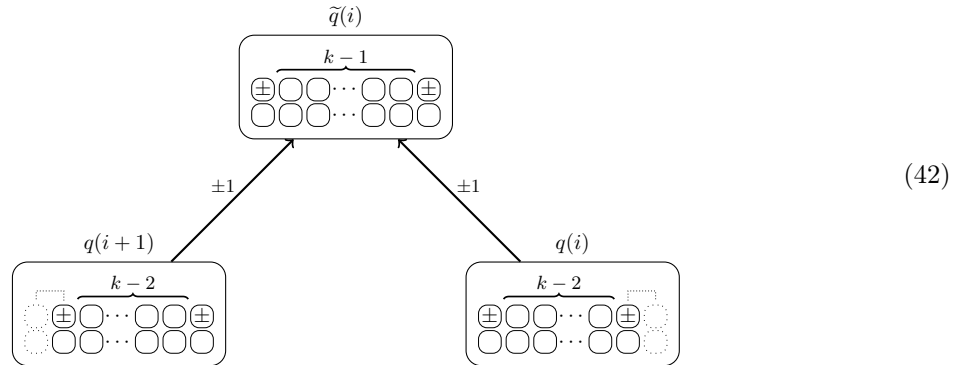 q̃(i)
k − 1
± · · · ±
· · ·
(42)
±1 ±1
q(i + 1) q(i)
k − 2 k − 2
± · · · ± ± · · · ±
· · · · · ·